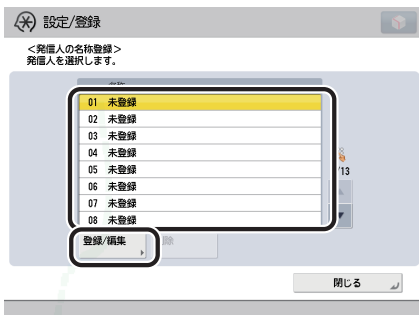 設定/登録
<発信人の名称登録>
発信人を選択します。
01 未登録
02 未登録
03 未登録
04 未登録
05 未登録
06 未登録
07 未登録
08 未登録
/13
登録/編集
除
閉じる